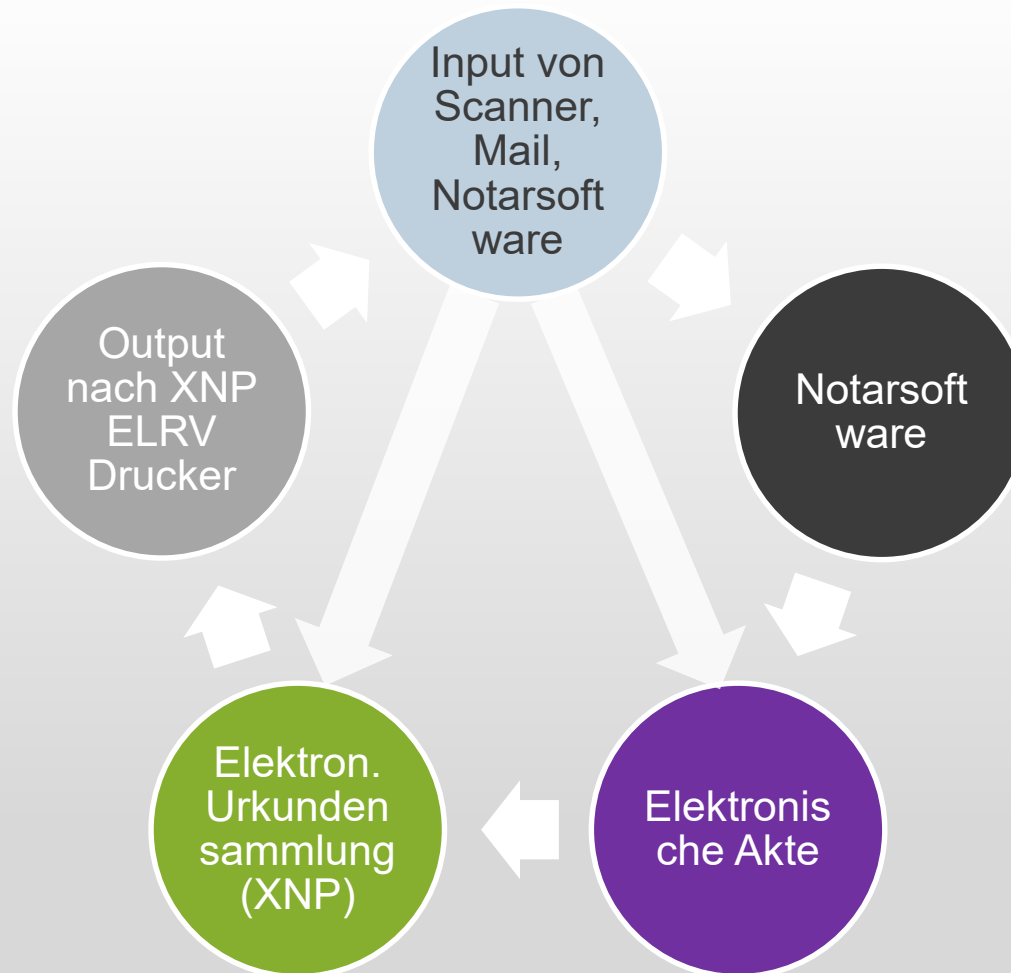 Input von
Scanner,
Mail,
Notarsoft
ware
Output
nach XNP
ELRV
Drucker
Notarsoft
ware
Elektron.
Urkunden
sammlung
(XNP)
Elektronis
che Akte